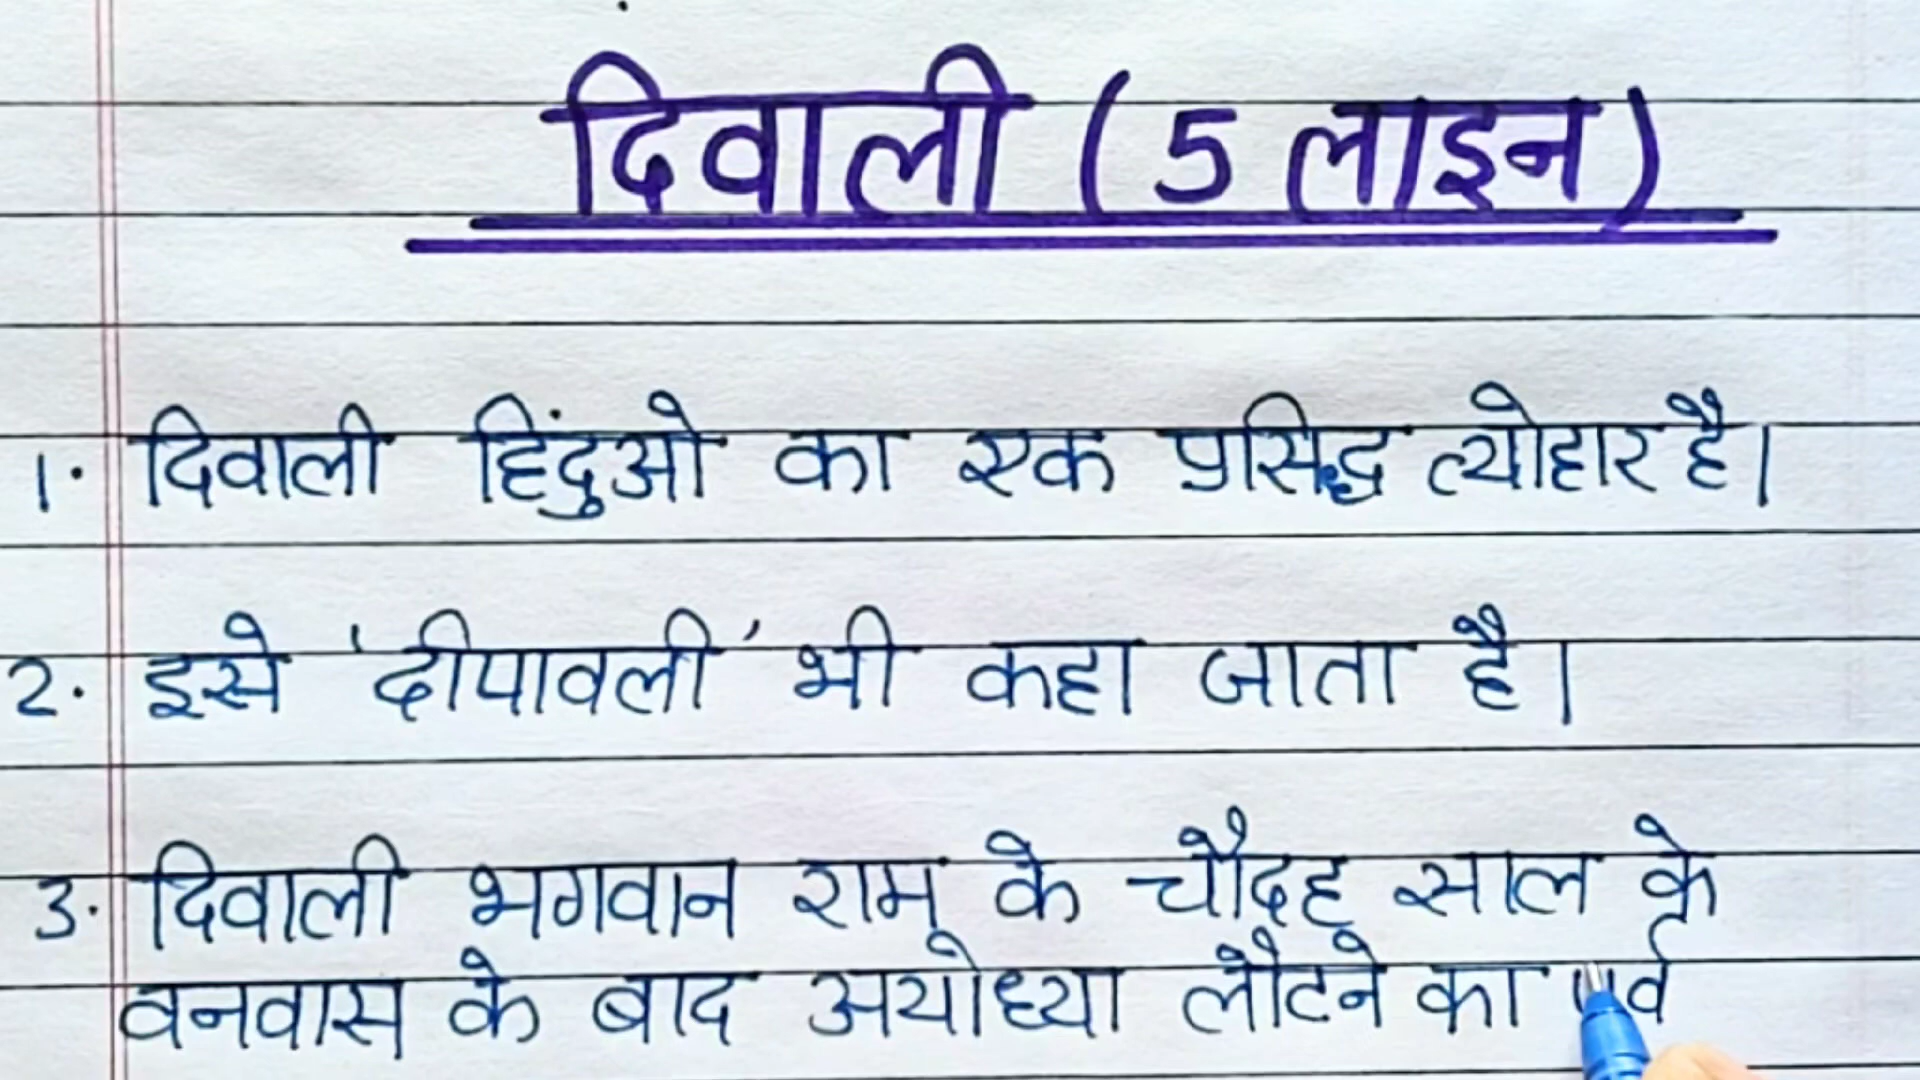 दिवाली (5 लाइन)
1. दिवाली हिंदुओ का एक प्रसिद्ध त्योहार है।
2. इसे 'दीपावली' भी कहा जाता है।
3. दिवाली भगवान राम के चौदह साल के
वनवास के बाद अयोध्या लौटने का पर्व